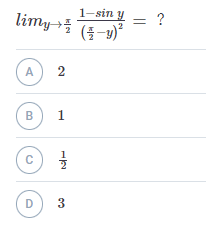 lim_{y→π/2} (1−sin y)/(π/2 −y)² = ?
A 2
B 1
C 1/2
D 3